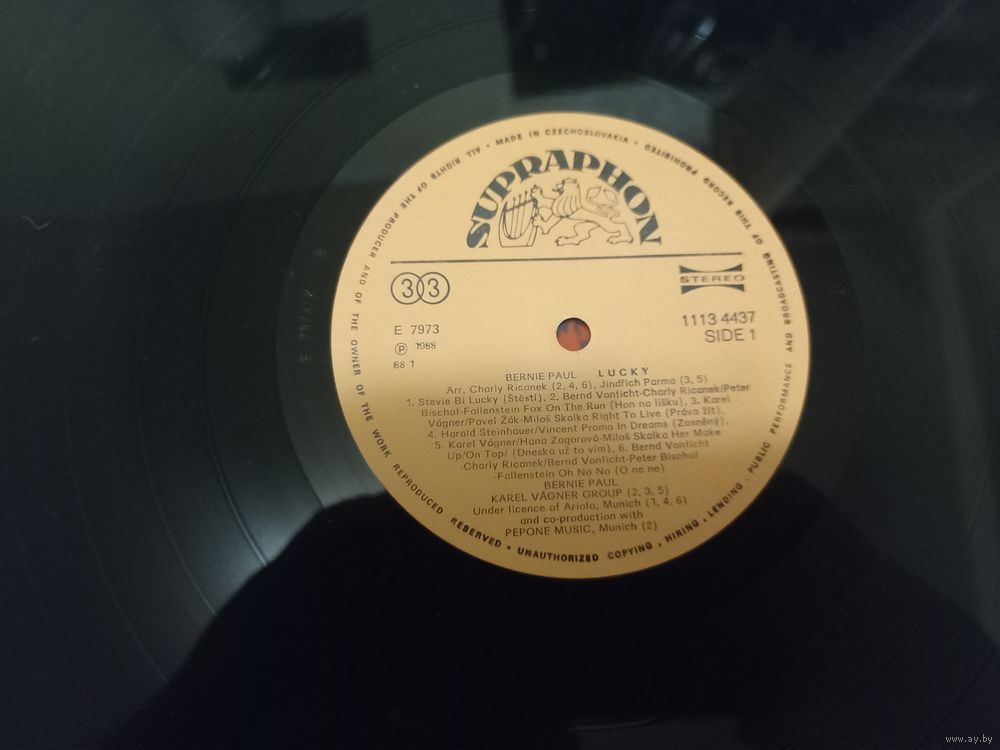 ALL RIGHTS OF THE PRODUCER AND OF THE OWNER OF THE WORK REPRODUCED RESERVED • UNAUTHORIZED COPYING, HIRING, LENDING, PUBLIC PERFORMANCE AND BROADCASTING OF THIS RECORD PROHIBITED • MADE IN CZECHOSLOVAKIA •
SUPRAPHON
33
STEREO
E 7973
1113 4437
Ⓟ 1988
SIDE 1
88 1
BERNIE PAUL LUCKY
Arr. Charly Ricanek (2, 4, 6), Jindřich Parma (3, 5)
1. Stevie Bi Lucky (Štěstí), 2. Bernd Vonficht-Charly Ricanek/Peter
Bischof-Fallenstein Fox On The Run (Hon na lišku), 3. Karel
Vágner/Pavel Žák-Miloš Skalka Right To Live (Právo žít),
4. Harold Steinhauer/Vincent Promo In Dreams (Zasněný),
5. Karel Vágner/Hana Zagorová-Miloš Skalka Her Make
Up/On Top/ (Dneska už to vím), 6. Bernd Vonficht
-Charly Ricanek/Bernd Vonficht-Peter Bischof
-Fallenstein Oh No No (O ne ne)
BERNIE PAUL
KAREL VÁGNER GROUP (2, 3, 5)
Under licence of Ariola, Munich (1, 4, 6)
and co-production with
PEPONE MUSIC, Munich (2)
www.ay.by